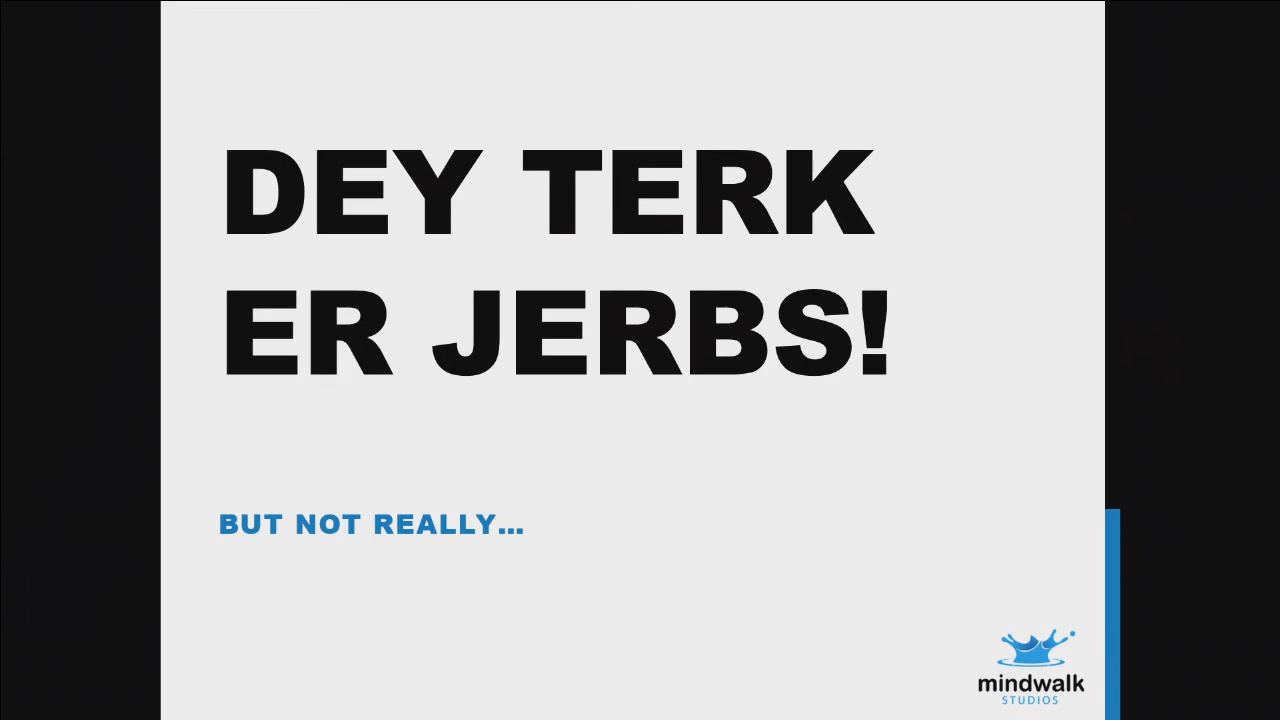 DEY TERK
ER JERBS!
BUT NOT REALLY...
mindwalk
STUDIOS